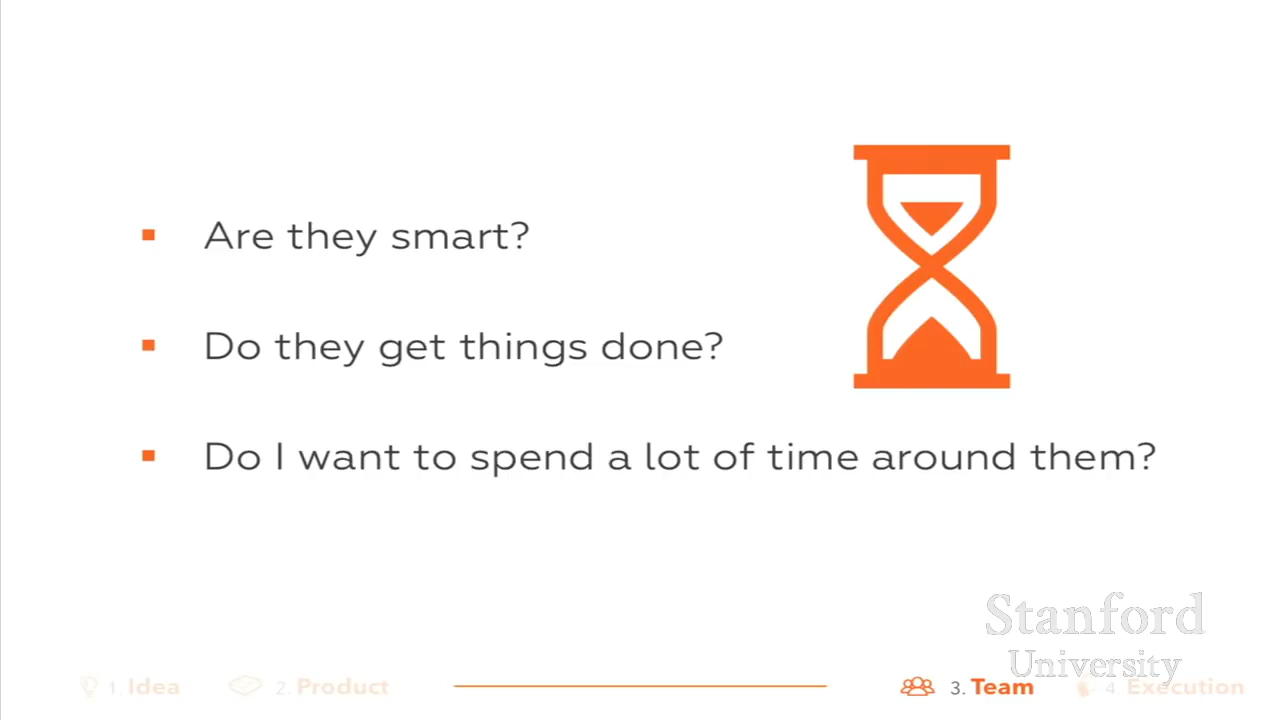 Are they smart?
Do they get things done?
Do I want to spend a lot of time around them?
Stanford
University
1. Idea
2. Product
3. Team
4 Execution